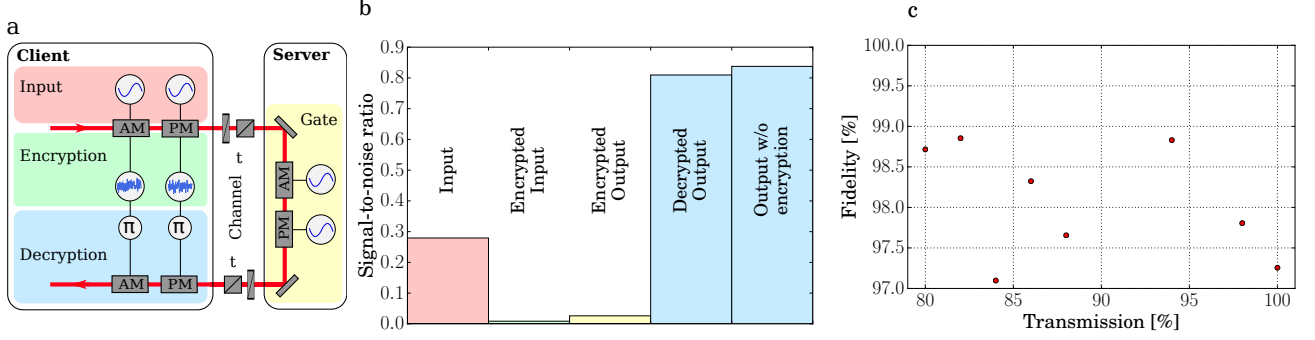 a
Client
Server
Input
AM
PM
Encryption
π
π
Decryption
AM
PM
t
Channel
t
Gate
AM
PM
b
Signal-to-noise ratio
0.9
0.8
0.7
0.6
0.5
0.4
0.3
0.2
0.1
0.0
Input
Encrypted
Input
Encrypted
Output
Decrypted
Output
Output w/o
encryption
c
Fidelity [%]
100.0
99.5
99.0
98.5
98.0
97.5
97.0
80
85
90
95
100
Transmission [%]